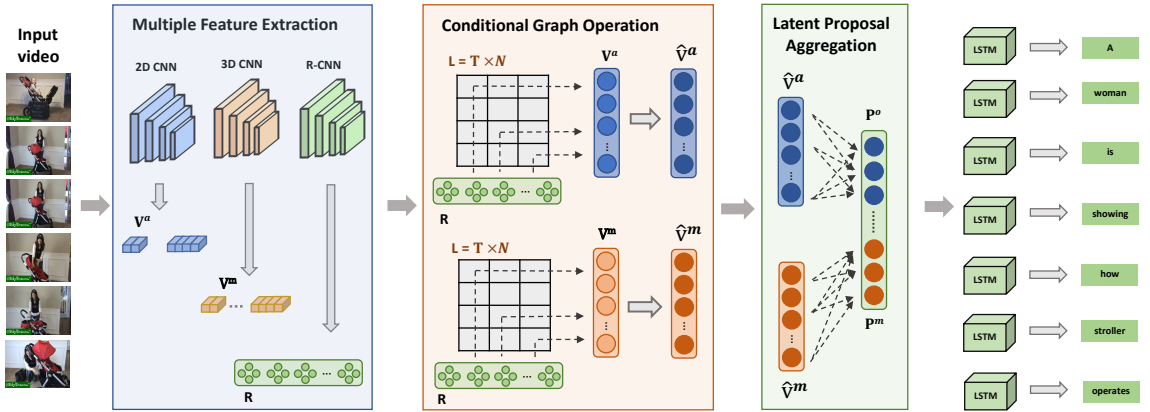 Input
video
Multiple Feature Extraction
2D CNN
3D CNN
R-CNN
V^a
V^m
...
...
R
Conditional Graph Operation
L = T ×N
V^a
V̂^a
...
R
L = T ×N
V^m
V̂^m
...
R
Latent Proposal
Aggregation
V̂^a
P^o
P^m
V̂^m
LSTM
A
LSTM
woman
LSTM
is
LSTM
showing
LSTM
how
LSTM
stroller
LSTM
operates